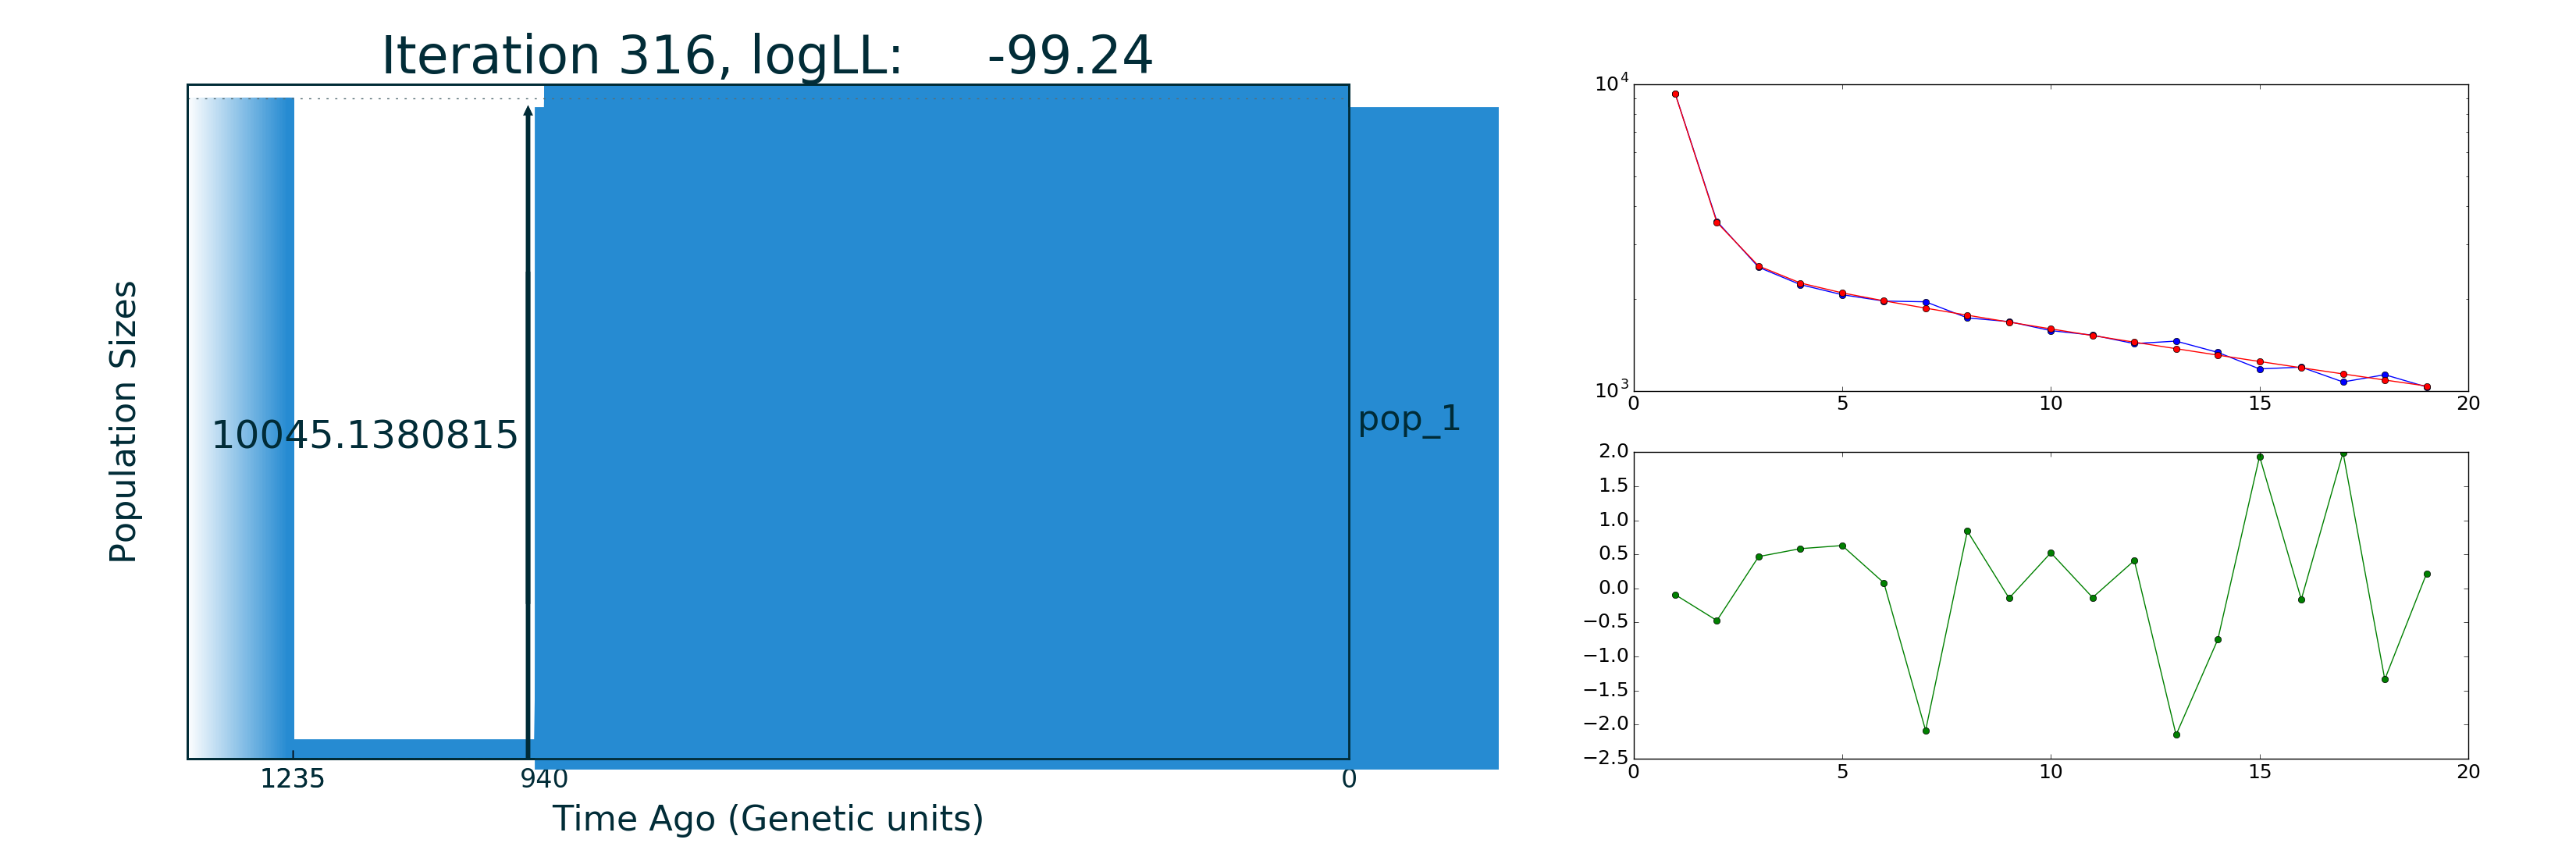 Iteration 316, logLL: -99.24
Population Sizes
10045.1380815
pop_1
1235 940 0
Time Ago (Genetic units)
10^4
10^3
0 5 10 15 20
2.0
1.5
1.0
0.5
0.0
−0.5
−1.0
−1.5
−2.0
−2.5
0 5 10 15 20